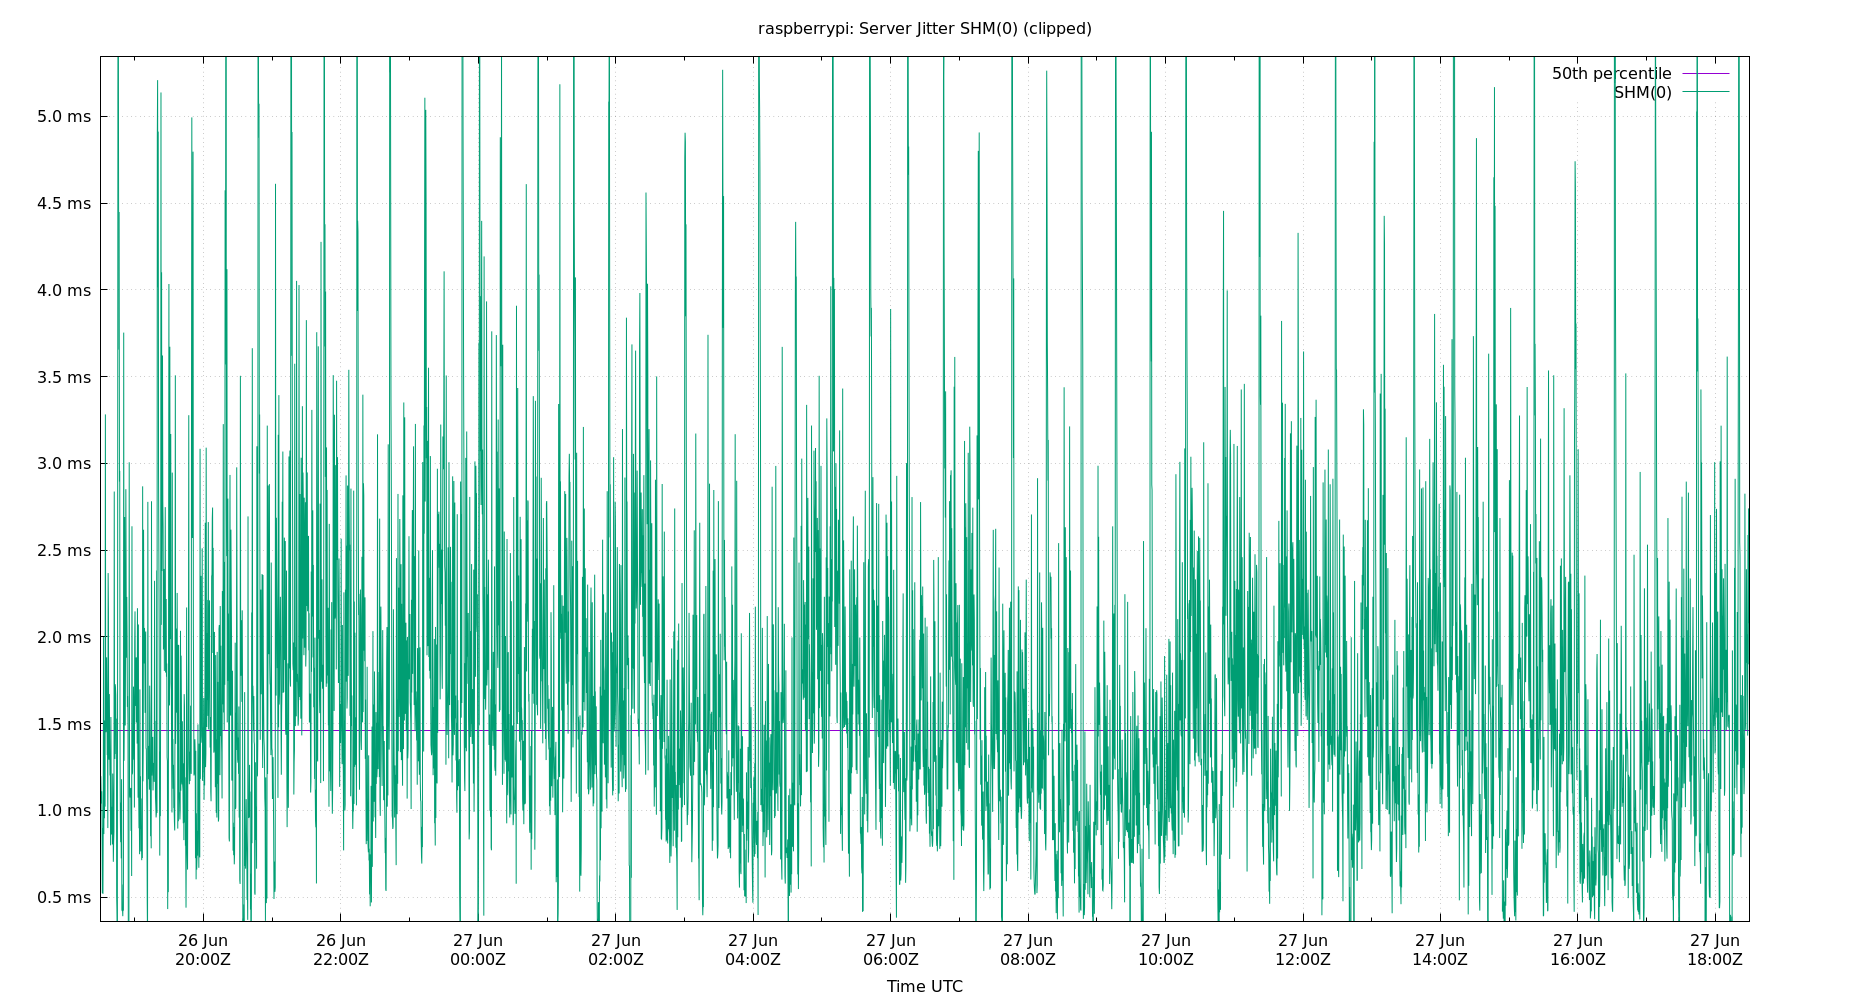 raspberrypi: Server Jitter SHM(0) (clipped)
50th percentile
SHM(0)
5.0 ms
4.5 ms
4.0 ms
3.5 ms
3.0 ms
2.5 ms
2.0 ms
1.5 ms
1.0 ms
0.5 ms
26 Jun 26 Jun 27 Jun 27 Jun 27 Jun 27 Jun 27 Jun 27 Jun 27 Jun 27 Jun 27 Jun 27 Jun
20:00Z 22:00Z 00:00Z 02:00Z 04:00Z 06:00Z 08:00Z 10:00Z 12:00Z 14:00Z 16:00Z 18:00Z
Time UTC